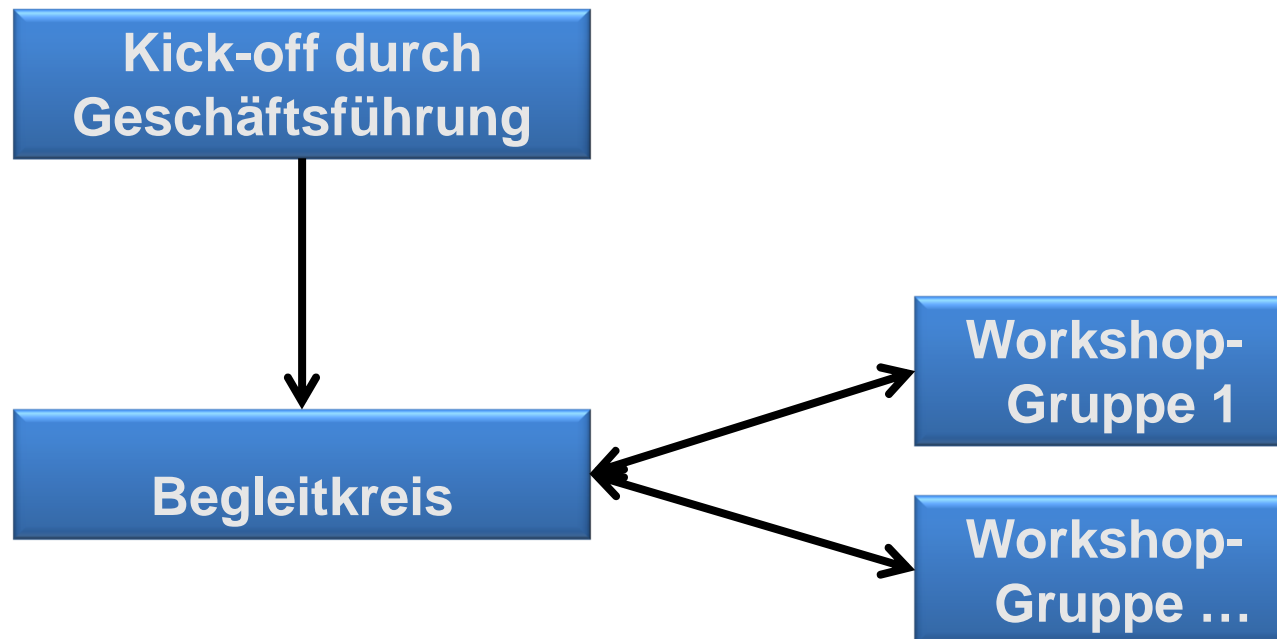 Kick-off durch
Geschäftsführung
Begleitkreis
Workshop-
Gruppe 1
Workshop-
Gruppe …